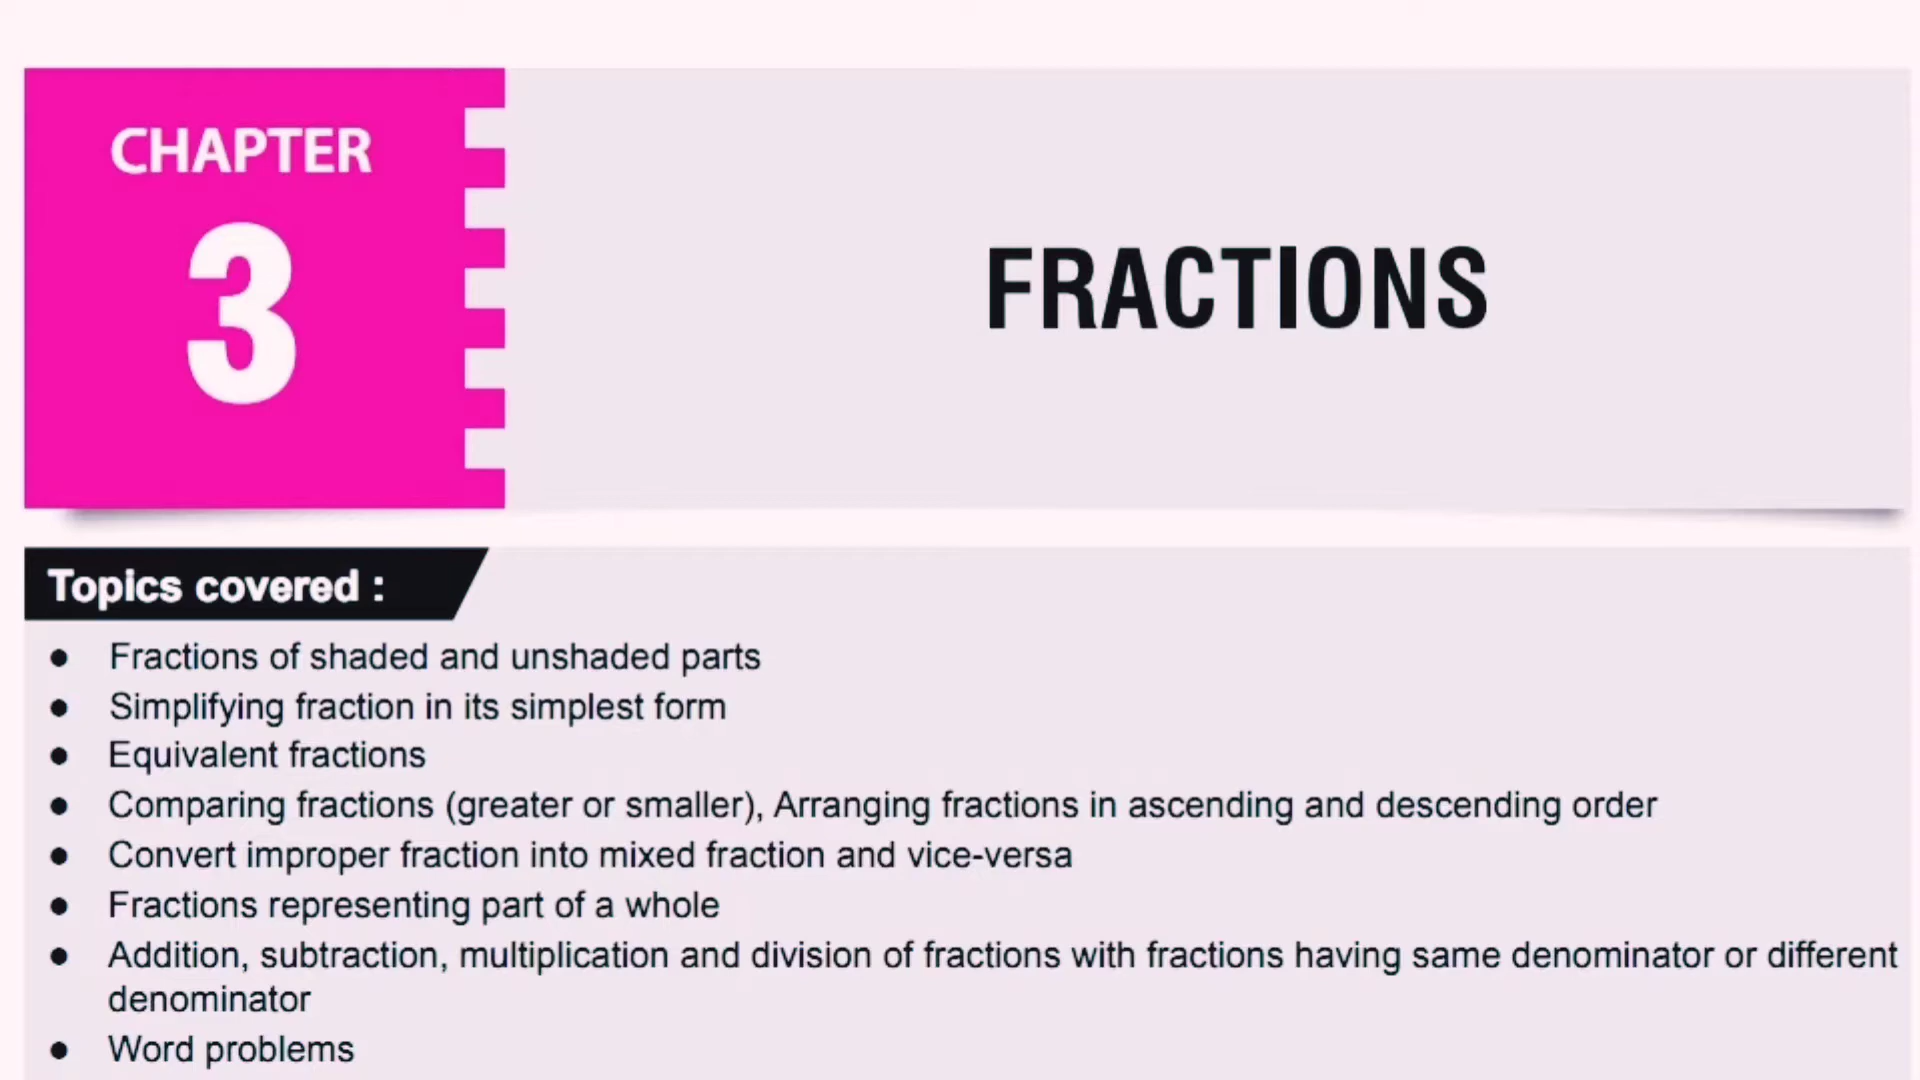 CHAPTER
3
FRACTIONS
Topics covered :
● Fractions of shaded and unshaded parts
● Simplifying fraction in its simplest form
● Equivalent fractions
● Comparing fractions (greater or smaller), Arranging fractions in ascending and descending order
● Convert improper fraction into mixed fraction and vice-versa
● Fractions representing part of a whole
● Addition, subtraction, multiplication and division of fractions with fractions having same denominator or different
denominator
● Word problems